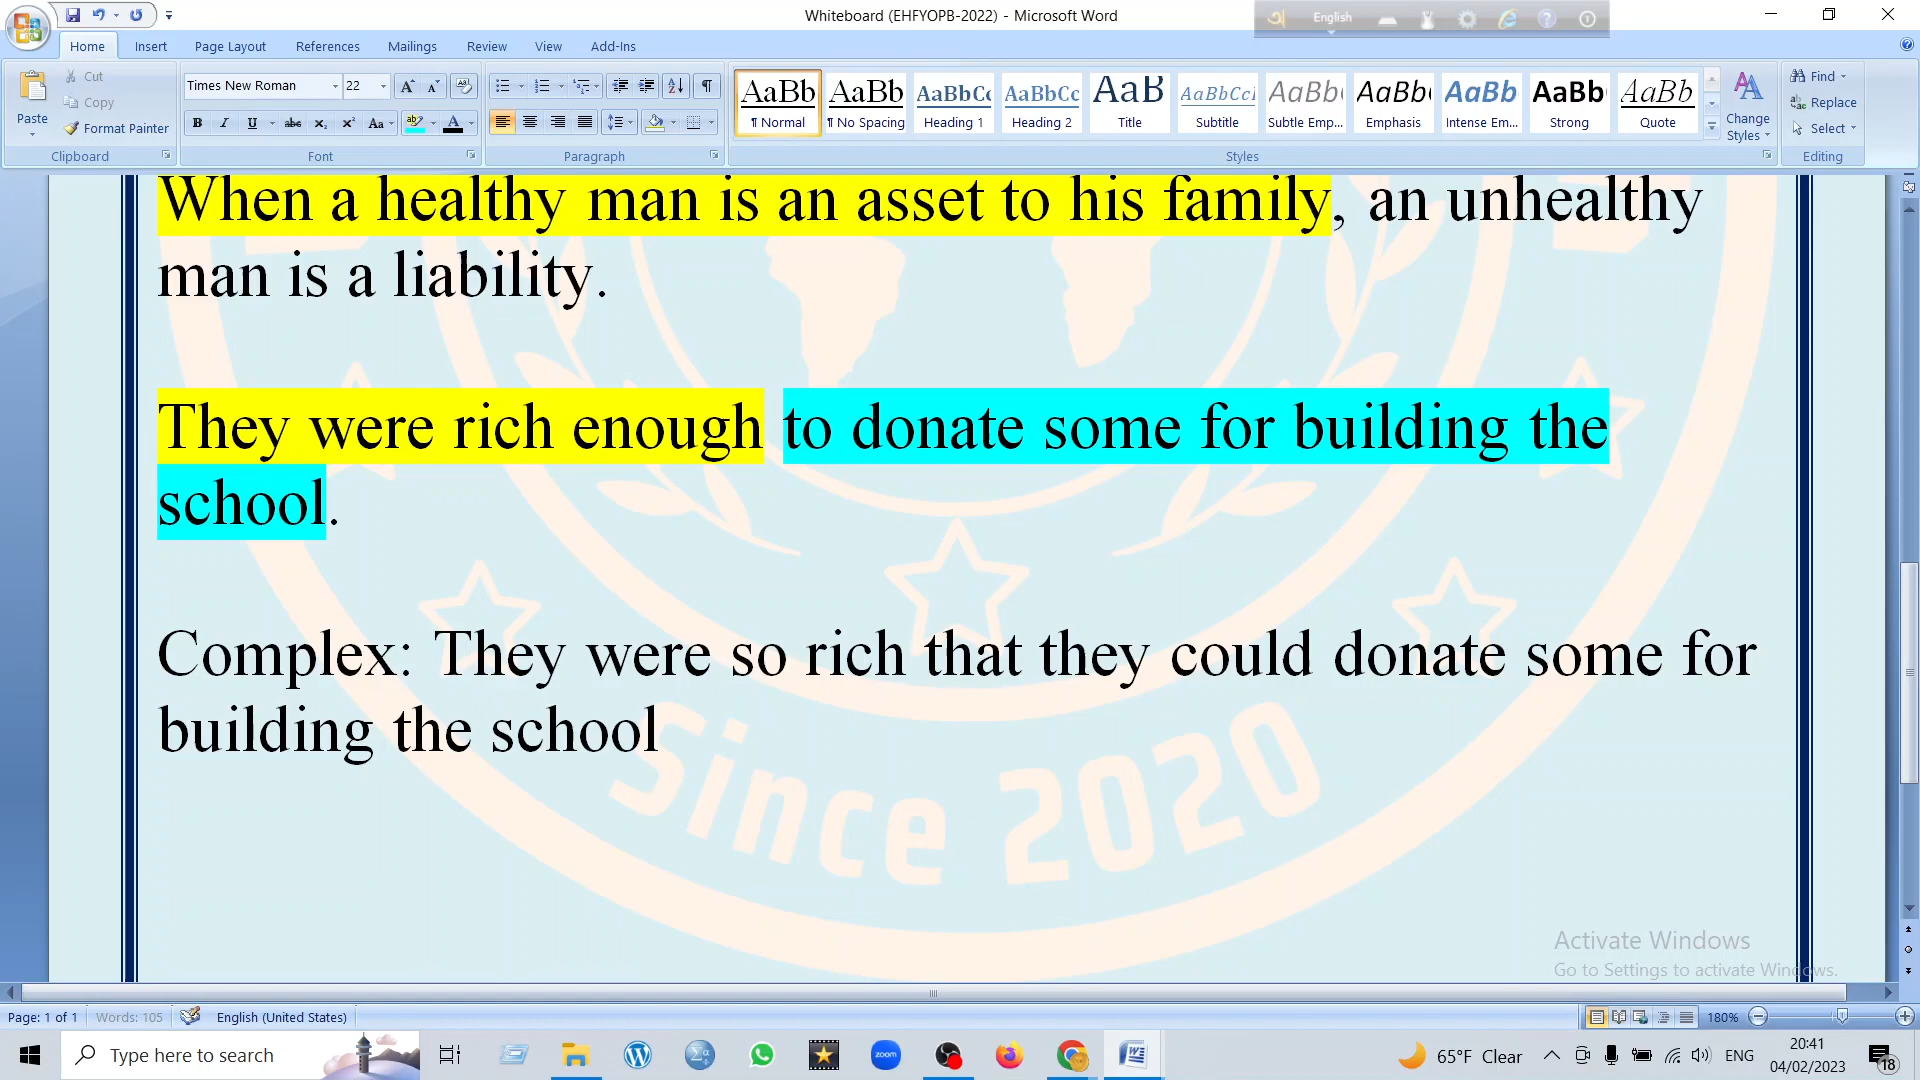 Whiteboard (EHFYOPB-2022) - Microsoft Word
English
Home Insert Page Layout References Mailings Review View Add-Ins
Paste
Cut
Copy
Format Painter
Clipboard
Times New Roman 22
Font
Paragraph
AaBb AaBb AaBbCc AaBbCc AaB AaBbCcI AaBb AaBb AaBb AaBb AaBb
¶ Normal ¶ No Spacing Heading 1 Heading 2 Title Subtitle Subtle Emp... Emphasis Intense Em... Strong Quote
Change
Styles
Styles
Find
Replace
Select
Editing
When a healthy man is an asset to his family, an unhealthy
man is a liability.
They were rich enough to donate some for building the
school.
Complex: They were so rich that they could donate some for
building the school
Since 2020
Activate Windows
Go to Settings to activate Windows.
Page: 1 of 1 Words: 105 English (United States) 180%
Type here to search
zoom
65°F Clear ENG
20:41
04/02/2023
18